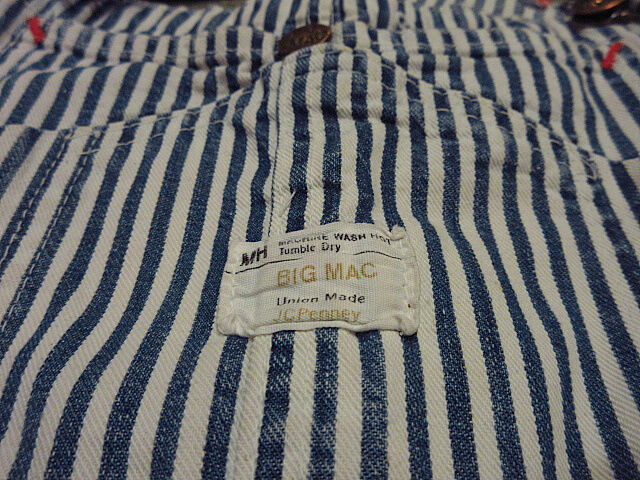 MH MACHINE WASH HOT
Tumble Dry
BIG MAC
Union Made
JCPenney